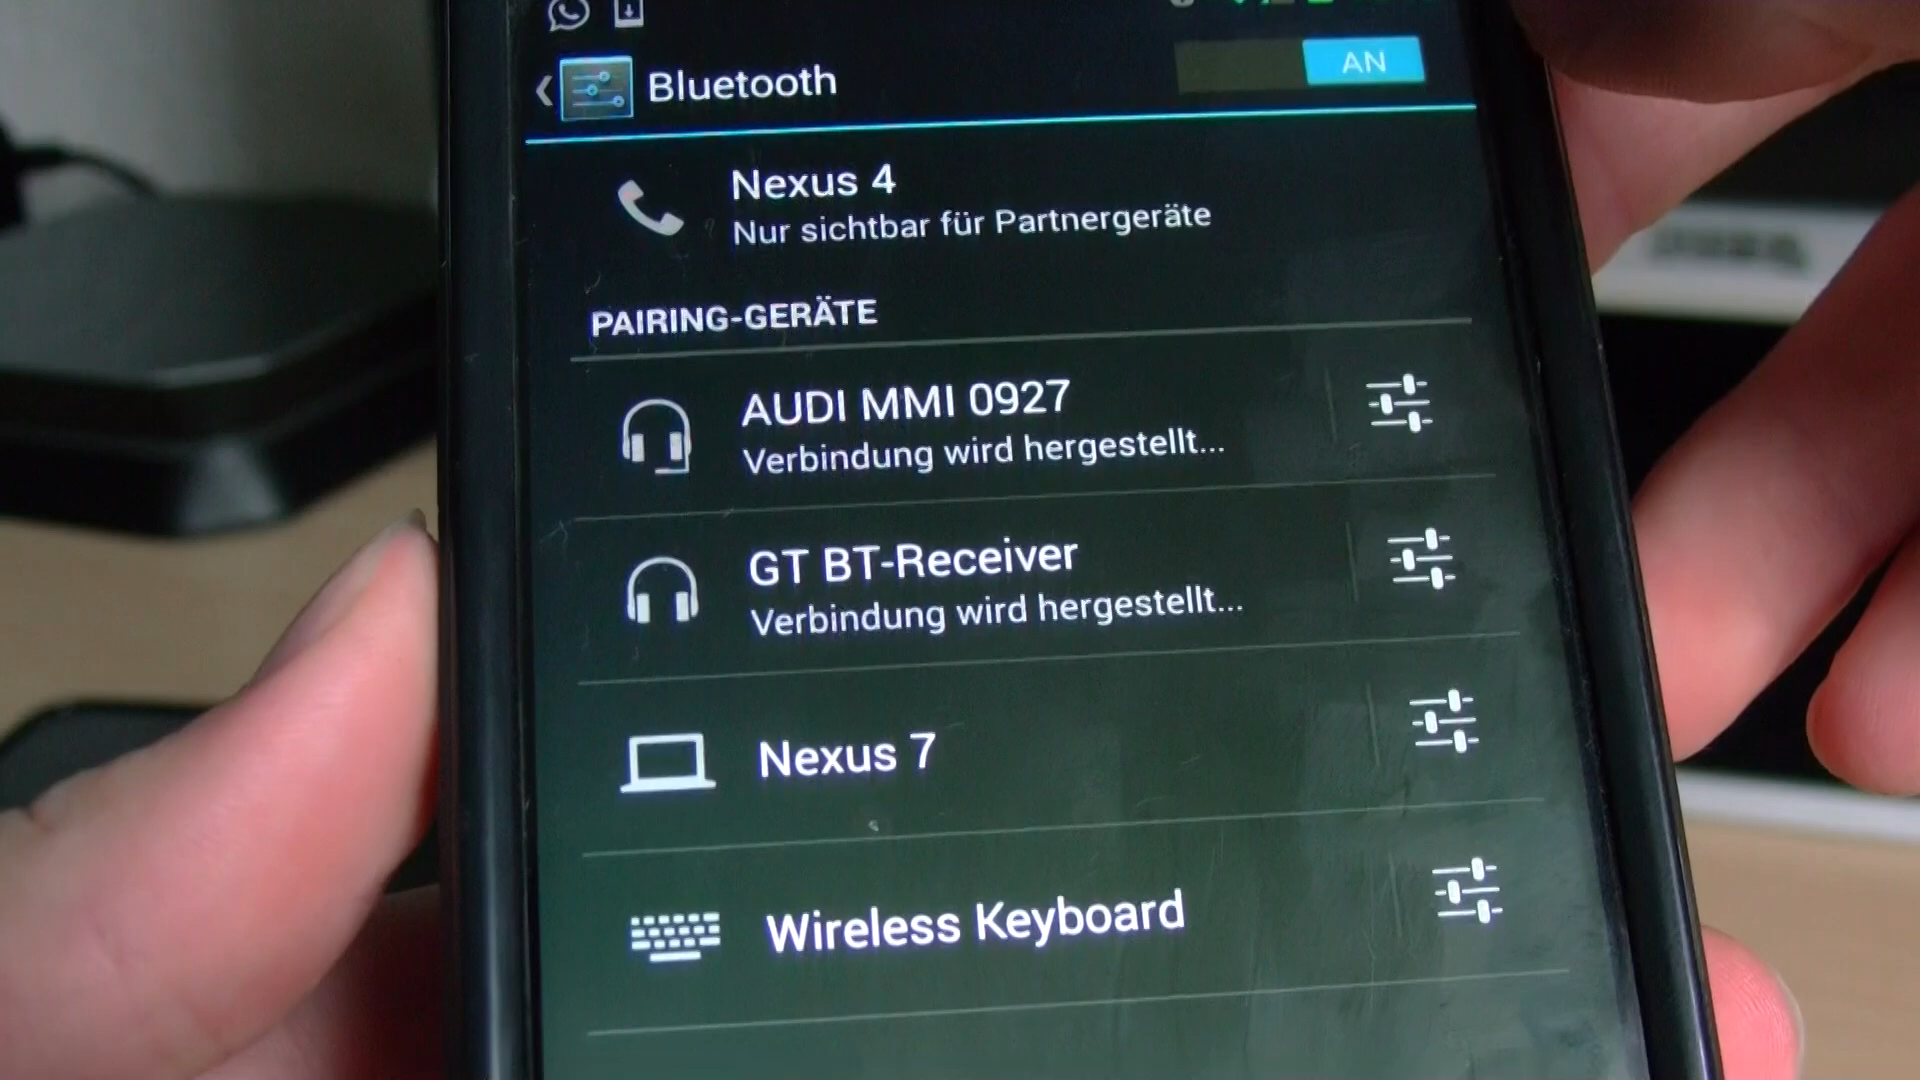 Bluetooth
AN
Nexus 4
Nur sichtbar für Partnergeräte
PAIRING-GERÄTE
AUDI MMI 0927
Verbindung wird hergestellt...
GT BT-Receiver
Verbindung wird hergestellt...
Nexus 7
Wireless Keyboard